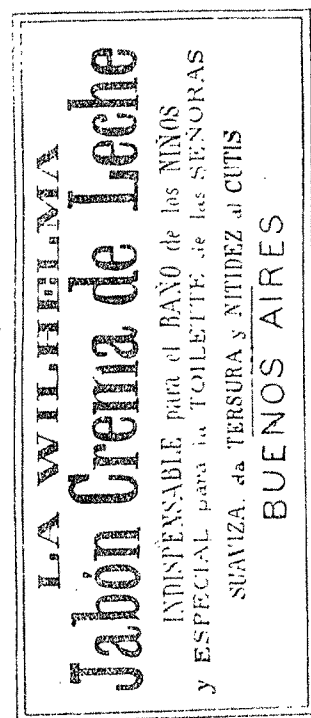 LA WILHELMA
Jabón Crema de Leche
INDISPENSABLE para el BAÑO de los NIÑOS
y ESPECIAL para la TOILETTE de las SEÑORAS
SUAVIZA, da TERSURA y NITIDEZ al CUTIS
BUENOS AIRES